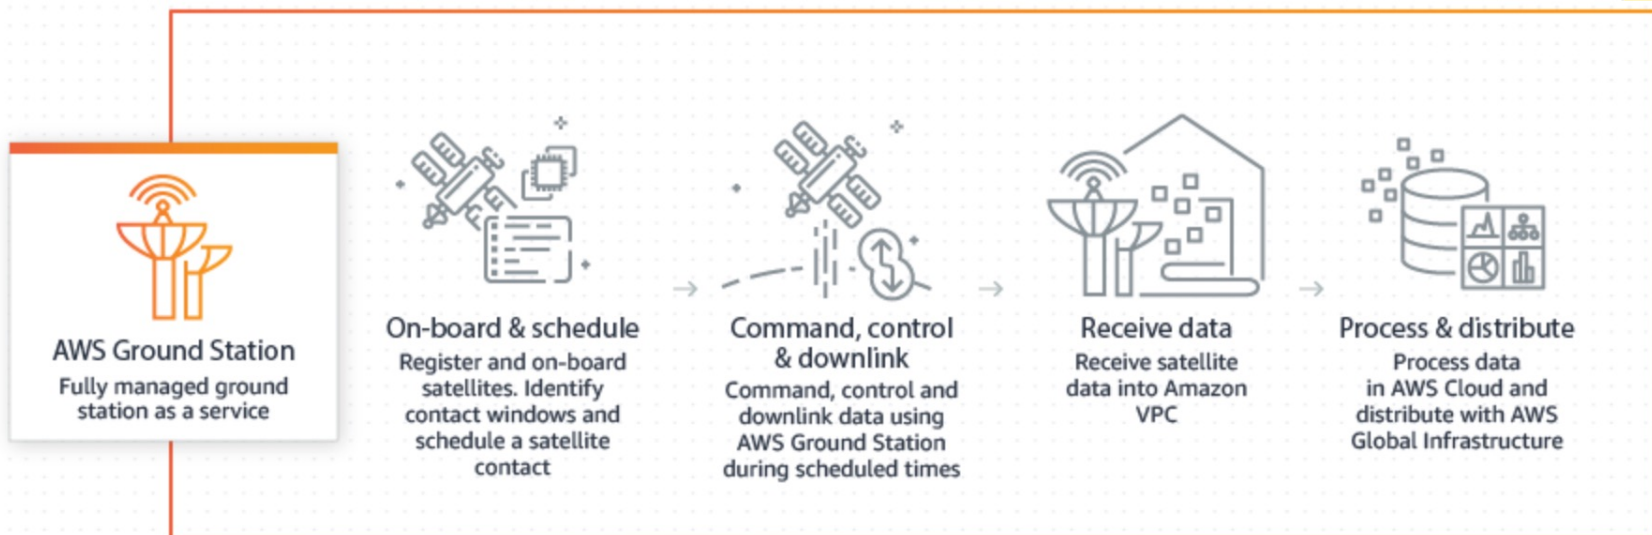 AWS Ground Station
Fully managed ground
station as a service
On-board & schedule
Register and on-board
satellites. Identify
contact windows and
schedule a satellite
contact
Command, control
& downlink
Command, control and
downlink data using
AWS Ground Station
during scheduled times
Receive data
Receive satellite
data into Amazon
VPC
Process & distribute
Process data
in AWS Cloud and
distribute with AWS
Global Infrastructure